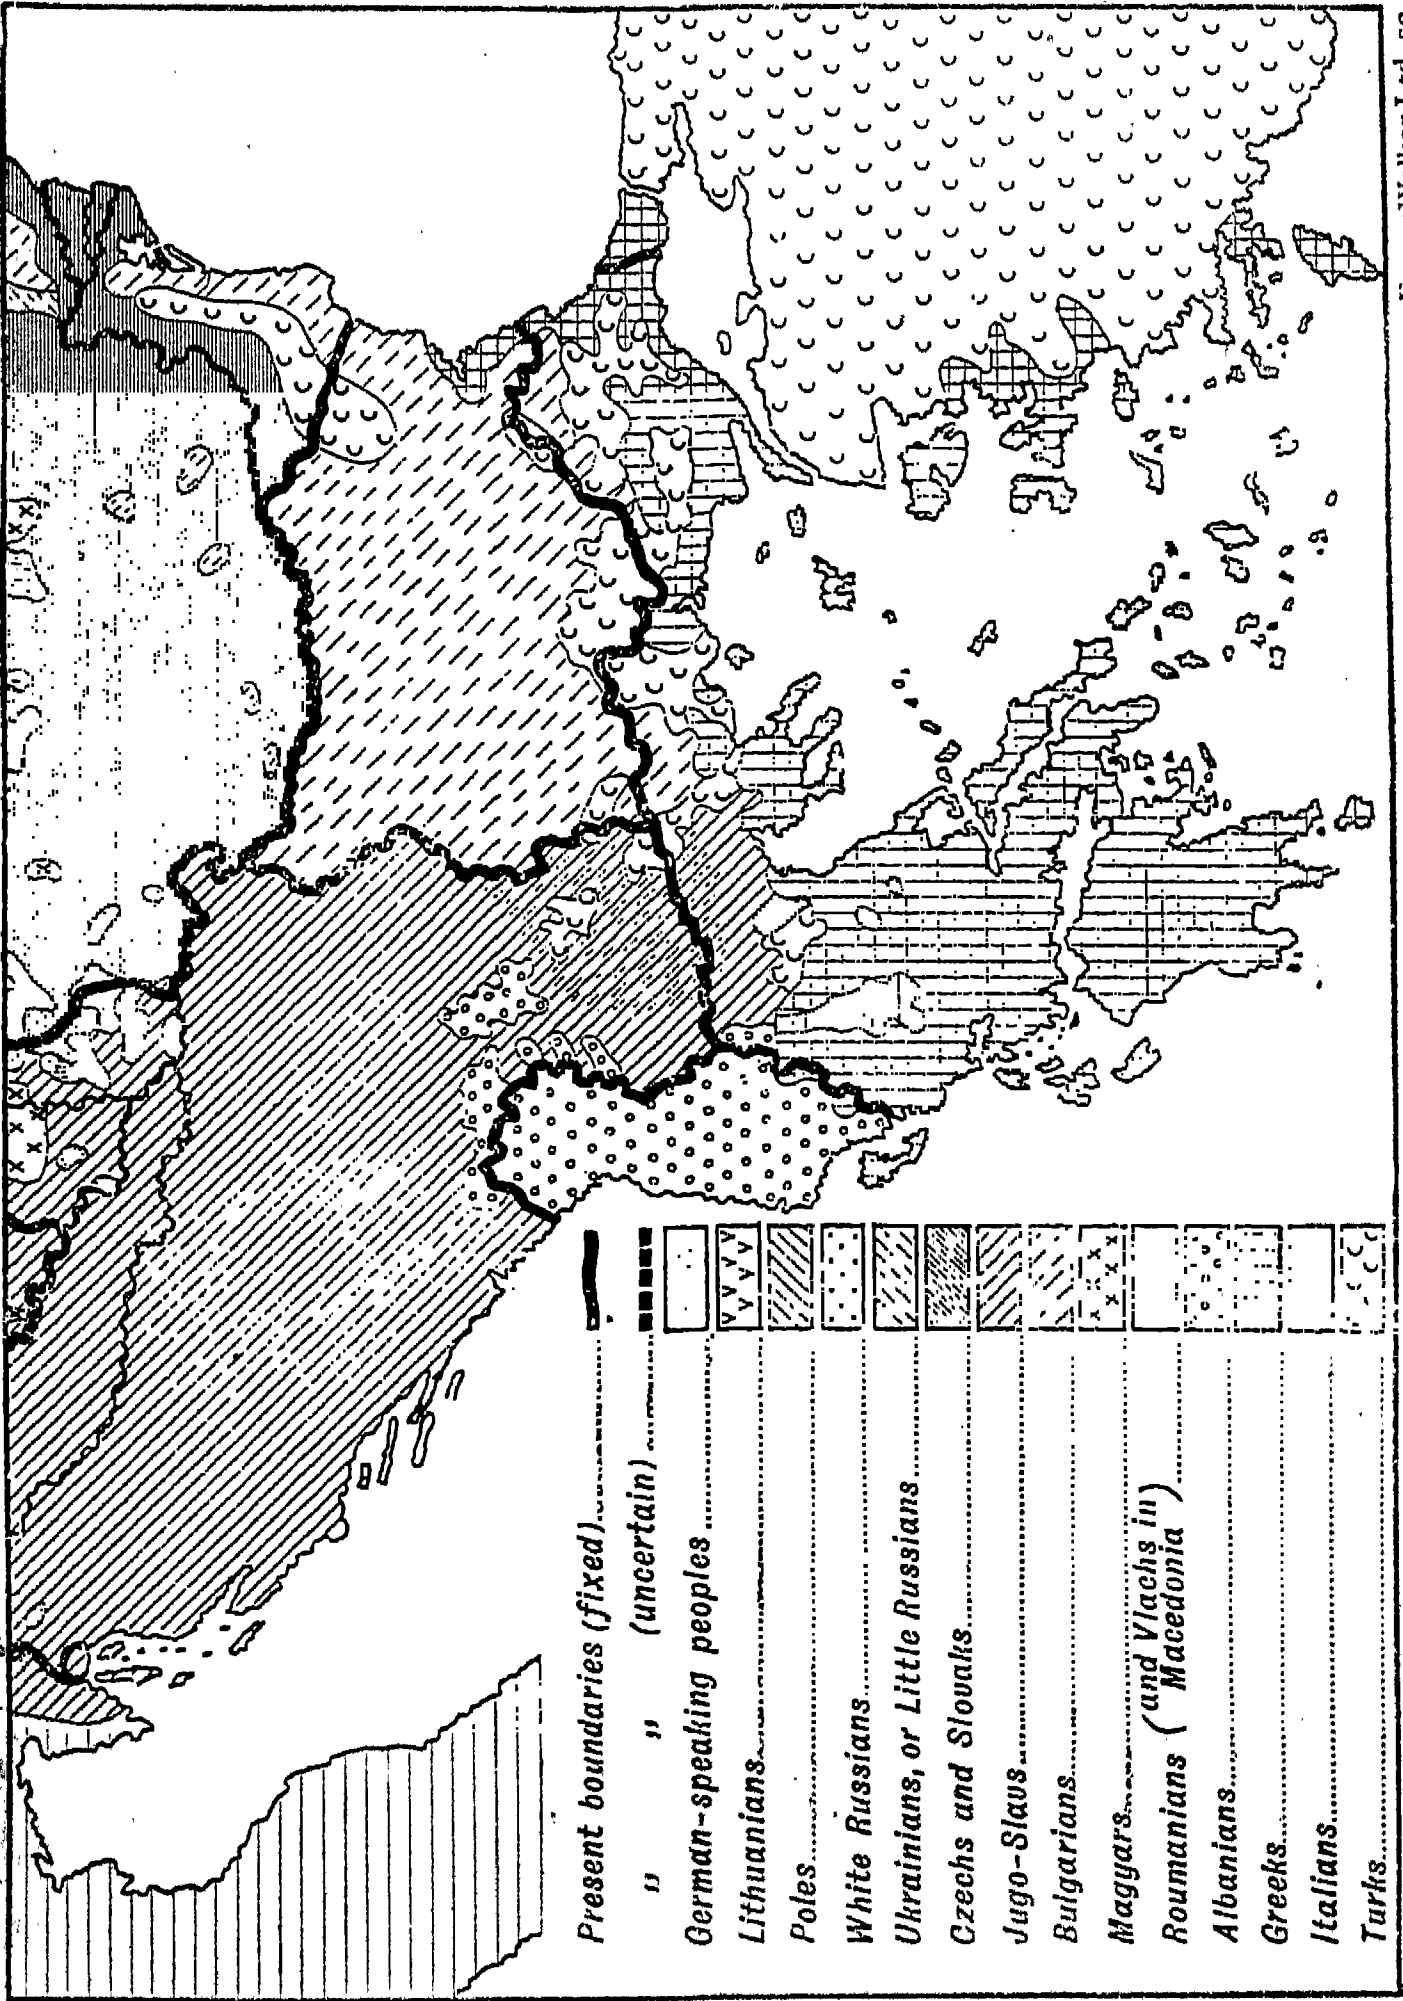 Present boundaries (fixed)
„ „ (uncertain)
German-speaking peoples
Lithuanians
Poles
White Russians
Ukrainians, or Little Russians
Czechs and Slovaks
Jugo-Slavs
Bulgarians
Magyars
Roumanians (and Vlachs in Macedonia)
Albanians
Greeks
Italians
Turks